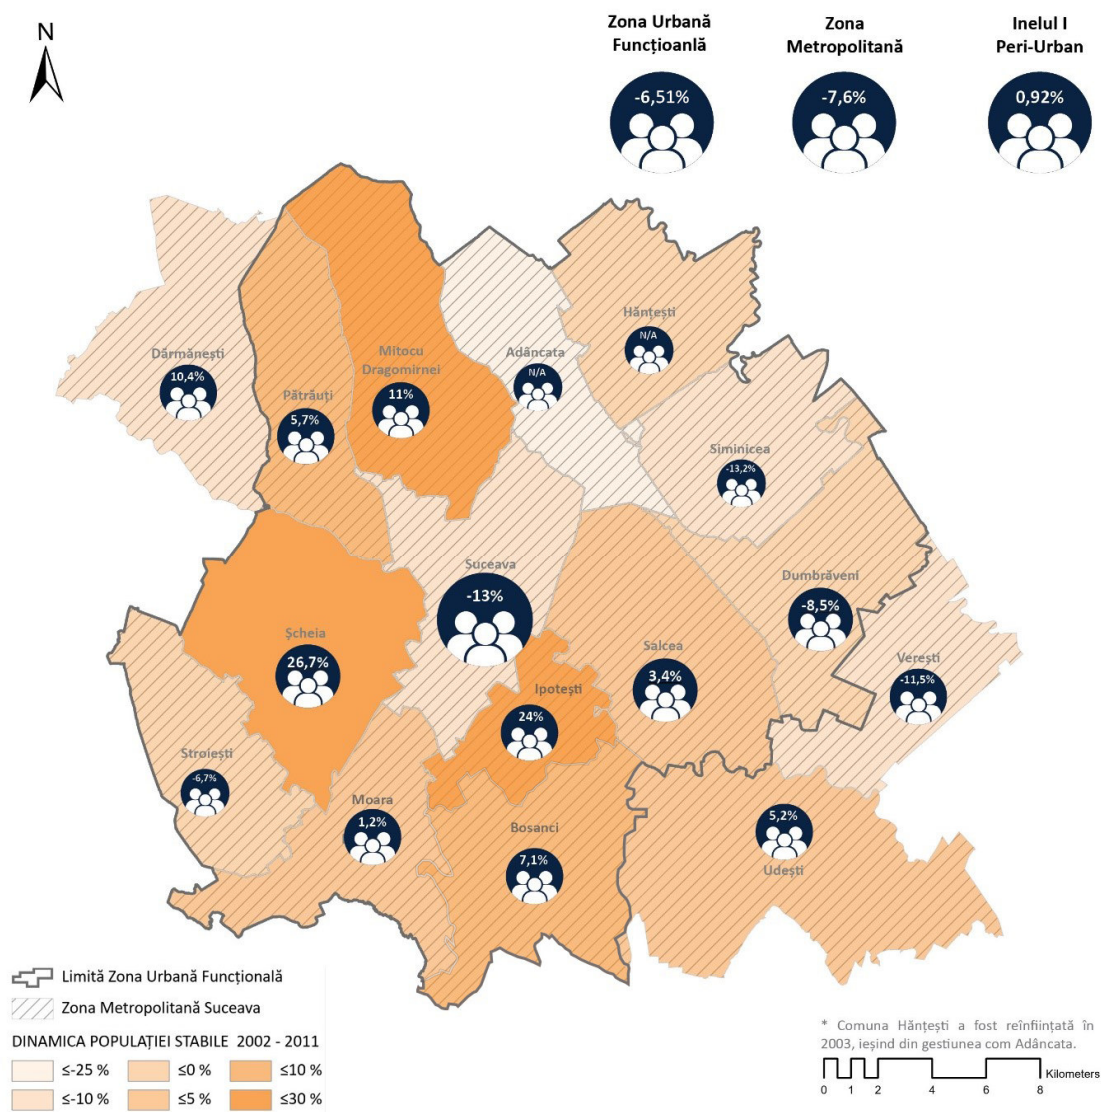 N
Zona Urbană
Funcțioanlă
Zona
Metropolitană
Inelul I
Peri-Urban
-6,51%
-7,6%
0,92%
Hănțești
N/A
Dărmănești
10,4%
Mitocu
Dragomirnei
11%
Adâncata
N/A
Pătrăuți
5,7%
Siminicea
-13,2%
Suceava
-13%
Dumbrăveni
-8,5%
Șcheia
26,7%
Salcea
3,4%
Verești
-11,5%
Ipotești
24%
Stroiești
-6,7%
Moara
1,2%
Bosanci
7,1%
5,2%
Udești
Limită Zona Urbană Funcțională
Zona Metropolitană Suceava
DINAMICA POPULAȚIEI STABILE 2002 - 2011
≤-25 %
≤0 %
≤10 %
≤-10 %
≤5 %
≤30 %
* Comuna Hănțești a fost reînființată în
2003, ieșind din gestiunea com Adâncata.
Kilometers
0 1 2 4 6 8